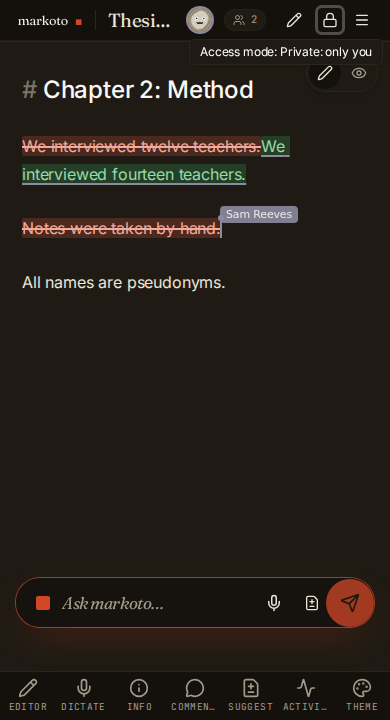 markoto
Thesi...
2
Access mode: Private: only you
# Chapter 2: Method
We interviewed twelve teachers.We
interviewed fourteen teachers.
Sam Reeves
Notes were taken by hand.
All names are pseudonyms.
Ask markoto...
EDITOR DICTATE INFO COMMEN… SUGGEST ACTIVI… THEME